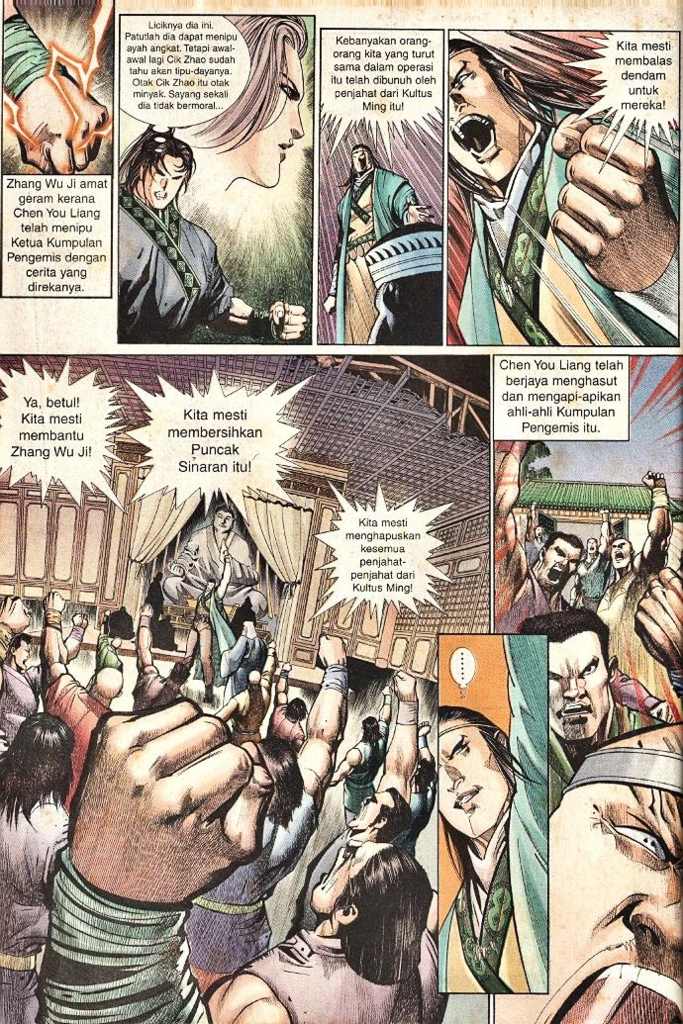 Zhang Wu Ji amat
geram kerana
Chen You Liang
telah menipu
Ketua Kumpulan
Pengemis dengan
cerita yang
direkanya.
Liciknya dia ini.
Patutlah dia dapat menipu
ayah angkat. Tetapi awal-
awal lagi Cik Zhao sudah
tahu akan tipu-dayanya.
Otak Cik Zhao itu otak
minyak. Sayang sekali
dia tidak bermoral...
Kebanyakan orang-
orang kita yang turut
sama dalam operasi
itu telah dibunuh oleh
penjahat dari Kultus
Ming itu!
Kita mesti
membalas
dendam
untuk
mereka!
Ya, betul!
Kita mesti
membantu
Zhang Wu Ji!
Kita mesti
membersihkan
Puncak
Sinaran itu!
Kita mesti
menghapuskan
kesemua
penjahat-
penjahat dari
Kultus Ming!
Chen You Liang telah
berjaya menghasut
dan mengapi-apikan
ahli-ahli Kumpulan
Pengemis itu.
......